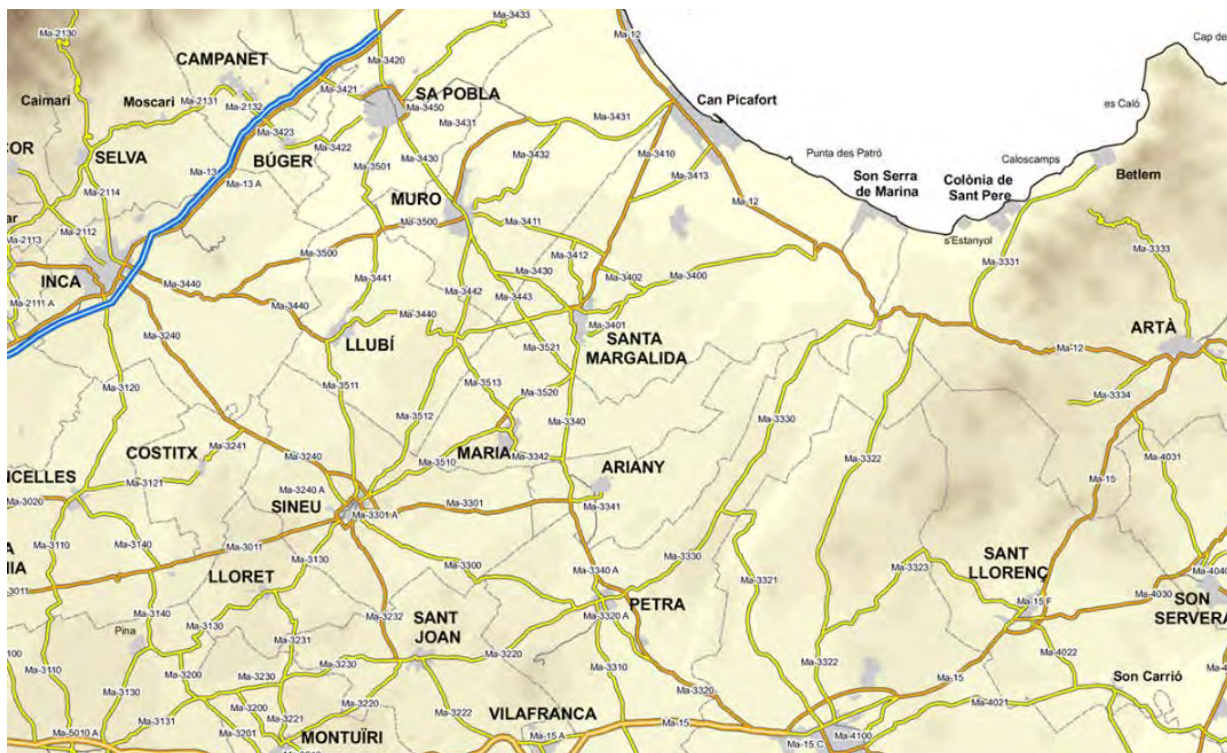 Ma-2130
Ma-3433
Ma-12
Cap de
CAMPANET
Ma-3420
Caimari
Moscari
Ma-2131
Ma-2132
Ma-3421
SA POBLA
Ma-3450
Can Picafort
es Caló
COR
SELVA
Ma-3423
BÚGER
Ma-3422
Ma-3431
Ma-3431
Ma-3430
Ma-3432
Ma-3410
Punta des Patró
Caloscamps
Betlem
Ma-13
Ma-13 A
Ma-3501
Ma-3413
Son Serra
de Marina
Colònia de
Sant Pere
Ma-2114
MURO
Ma-12
Ma-2112
Ma-2113
Ma-3500
Ma-3411
s'Estanyol
Ma-3333
Ma-3500
Ma-3412
INCA
Ma-3440
Ma-3441
Ma-3430
Ma-3402
Ma-3400
Ma-3331
Ma-2111 A
Ma-3440
Ma-3442
Ma-3443
Ma-3440
Ma-3401
Ma-3240
LLUBÍ
SANTA
MARGALIDA
ARTÀ
Ma-3521
Ma-12
Ma-3120
Ma-3511
Ma-3513
Ma-3520
Ma-3334
Ma-3512
Ma-3340
Ma-3330
Ma-3322
COSTITX
Ma-3241
Ma-3240
MARIA
Ma-3342
Ma-3510
ARIANY
Ma-4031
NCELLES
Ma-3121
Ma-3240 A
Ma-15
Ma-3020
SINEU
Ma-3301 A
Ma-3301
Ma-3341
Ma-3110
Ma-3140
Ma-3011
Ma-3130
LLORET
Ma-3300
Ma-3340 A
Ma-3330
Ma-3321
Ma-3323
SANT
LLORENÇ
Ma-4040
NIA
3011
Ma-15 F
Ma-4030
SON
SERVERA
PETRA
Ma-3320 A
Ma-3140
Ma-3130
Ma-3232
SANT
JOAN
Pina
Ma-3231
Ma-3220
Ma-3310
Ma-3322
Ma-4022
3100
Ma-3110
Ma-3200
Ma-3230
Ma-3230
Ma-15
Son Carrió
Ma-3130
Ma-3200
Ma-3220
Ma-3222
Ma-3320
Ma-4021
Ma-3131
Ma-3201
Ma-3221
VILAFRANCA
Ma-15
Ma-5010 A
MONTUÏRI
Ma-15 A
Ma-15 C
Ma-4100